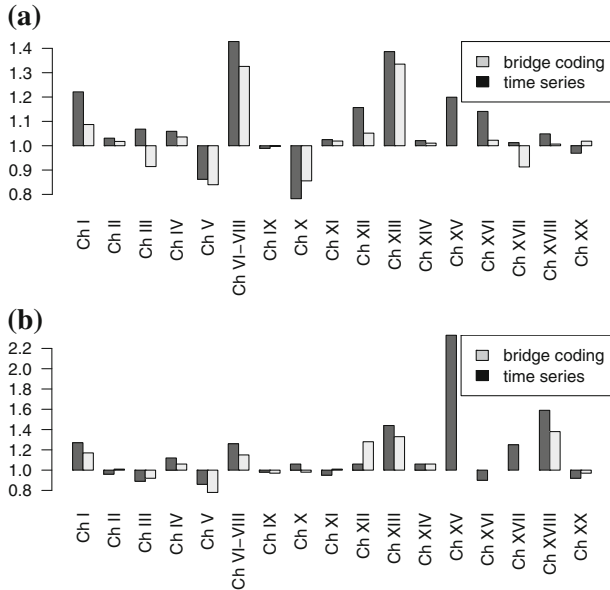 (a)
1.4
1.3
1.2
1.1
1.0
0.9
0.8
bridge coding
time series
Ch I
Ch II
Ch III
Ch IV
Ch V
Ch VI−VIII
Ch IX
Ch X
Ch XI
Ch XII
Ch XIII
Ch XIV
Ch XV
Ch XVI
Ch XVII
Ch XVIII
Ch XX
(b)
2.2
2.0
1.8
1.6
1.4
1.2
1.0
0.8
bridge coding
time series
Ch I
Ch II
Ch III
Ch IV
Ch V
Ch VI−VIII
Ch IX
Ch X
Ch XI
Ch XII
Ch XIII
Ch XIV
Ch XV
Ch XVI
Ch XVII
Ch XVIII
Ch XX